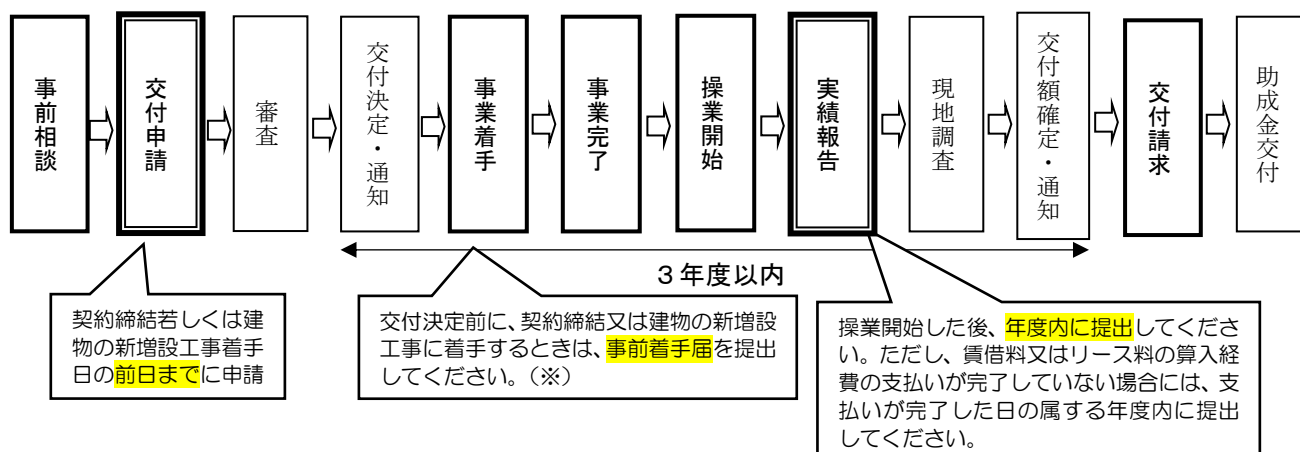 事前相談
交付申請
審査
交付決定・通知
事業着手
事業完了
操業開始
実績報告
現地調査
交付額確定・通知
交付請求
助成金交付
３年度以内
契約締結若しくは建
物の新増設工事着手
日の前日までに申請
交付決定前に、契約締結又は建物の新増設
工事に着手するときは、事前着手届を提出
してください。（※）
操業開始した後、年度内に提出してくださ
い。ただし、賃借料又はリース料の算入経
費の支払いが完了していない場合には、支
払いが完了した日の属する年度内に提出
してください。